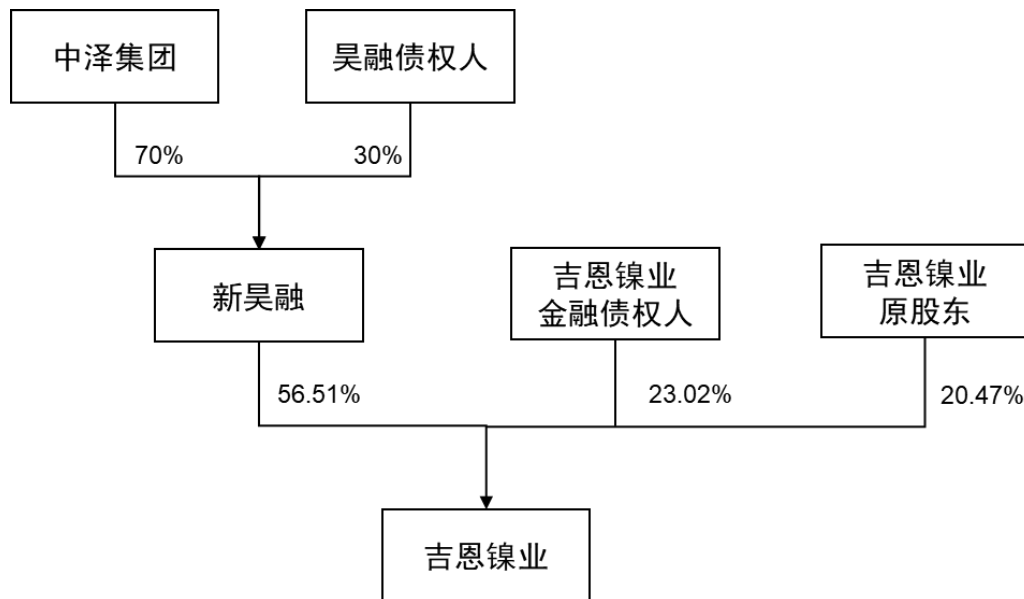 中泽集团
昊融债权人
70%
30%
新昊融
吉恩镍业
金融债权人
吉恩镍业
原股东
56.51%
23.02%
20.47%
吉恩镍业